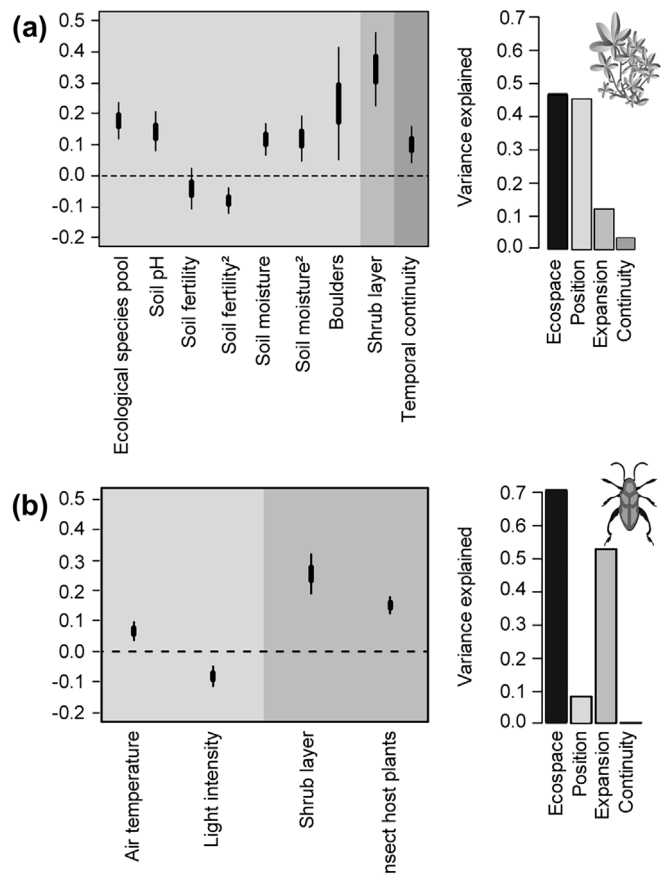 (a)
0.5
0.4
0.3
0.2
0.1
0.0
-0.1
-0.2
Ecological species pool
Soil pH
Soil fertility
Soil fertility²
Soil moisture
Soil moisture²
Boulders
Shrub layer
Temporal continuity
Variance explained
0.7
0.6
0.5
0.4
0.3
0.2
0.1
0.0
Ecospace
Position
Expansion
Continuity
(b)
0.5
0.4
0.3
0.2
0.1
0.0
-0.1
-0.2
Air temperature
Light intensity
Shrub layer
nsect host plants
Variance explained
0.7
0.6
0.5
0.4
0.3
0.2
0.1
0.0
Ecospace
Position
Expansion
Continuity